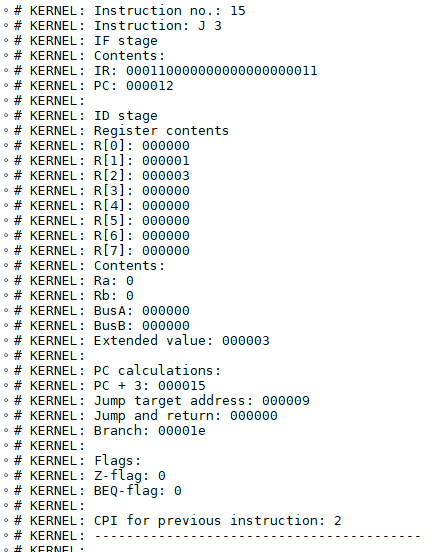 # KERNEL: Instruction no.: 15
# KERNEL: Instruction: J 3
# KERNEL: IF stage
# KERNEL: Contents:
# KERNEL: IR: 000110000000000000000011
# KERNEL: PC: 000012
# KERNEL:
# KERNEL: ID stage
# KERNEL: Register contents
# KERNEL: R[0]: 000000
# KERNEL: R[1]: 000001
# KERNEL: R[2]: 000003
# KERNEL: R[3]: 000000
# KERNEL: R[4]: 000000
# KERNEL: R[5]: 000000
# KERNEL: R[6]: 000000
# KERNEL: R[7]: 000000
# KERNEL: Contents:
# KERNEL: Ra: 0
# KERNEL: Rb: 0
# KERNEL: BusA: 000000
# KERNEL: BusB: 000000
# KERNEL: Extended value: 000003
# KERNEL:
# KERNEL: PC calculations:
# KERNEL: PC + 3: 000015
# KERNEL: Jump target address: 000009
# KERNEL: Jump and return: 000000
# KERNEL: Branch: 00001e
# KERNEL:
# KERNEL: Flags:
# KERNEL: Z-flag: 0
# KERNEL: BEQ-flag: 0
# KERNEL:
# KERNEL: CPI for previous instruction: 2
# KERNEL: -----------------------------------------
# KERNEL: